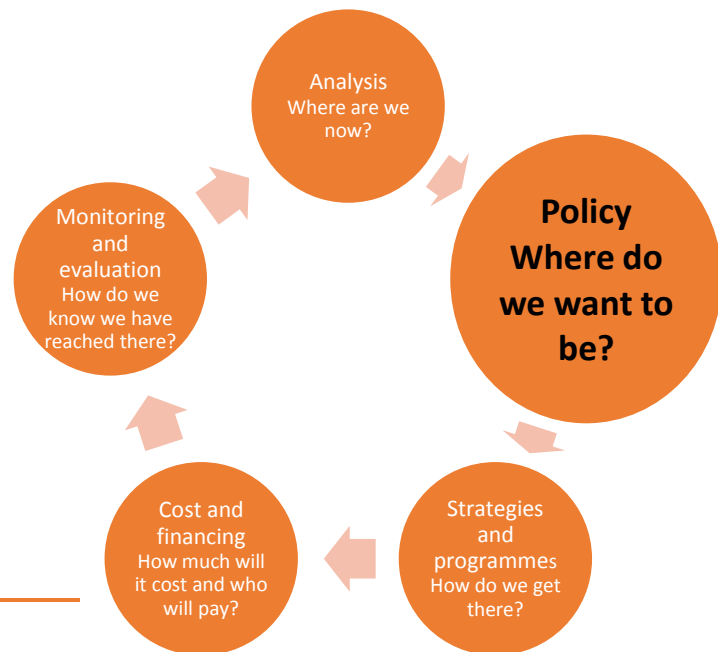 Analysis
Where are we
now?
Policy
Where do
we want to
be?
Strategies
and
programmes
How do we get
there?
Cost and
financing
How much will
it cost and who
will pay?
Monitoring
and
evaluation
How do we
know we have
reached there?